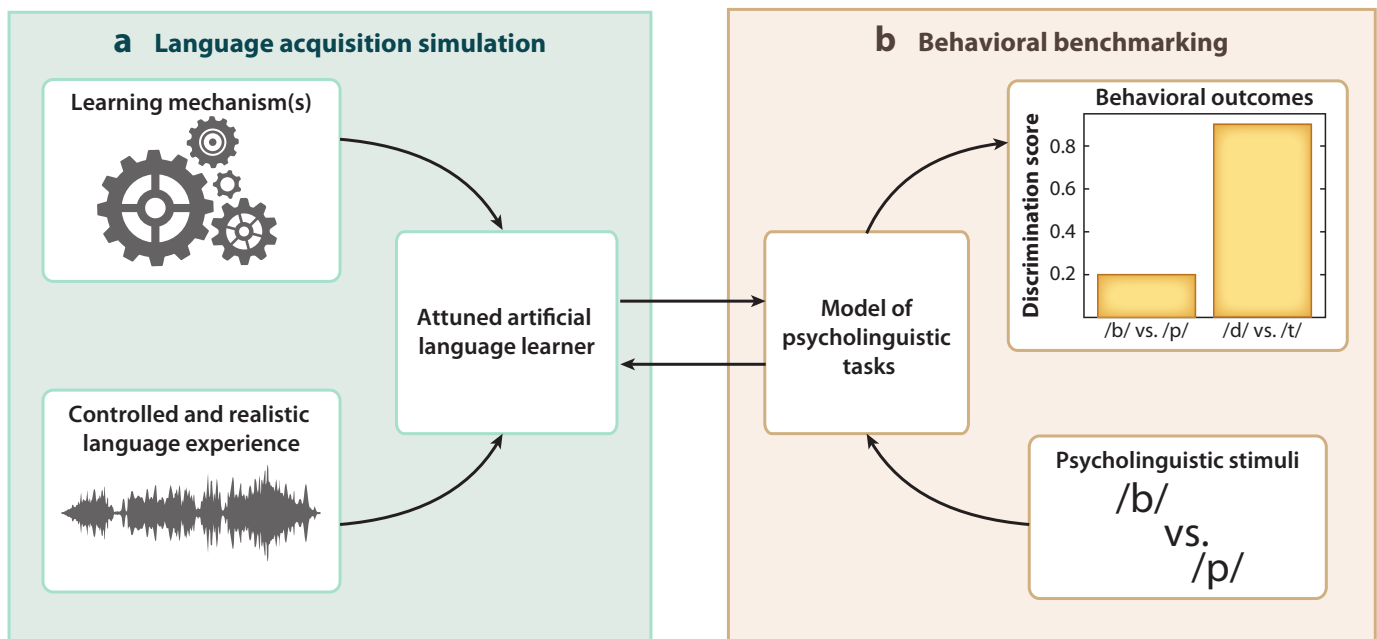 a Language acquisition simulation
Learning mechanism(s)
Controlled and realistic
language experience
Attuned artificial
language learner
b Behavioral benchmarking
Model of
psycholinguistic
tasks
Behavioral outcomes
Discrimination score
0.8
0.6
0.4
0.2
/b/ vs. /p/ /d/ vs. /t/
Psycholinguistic stimuli
/b/
vs.
/p/